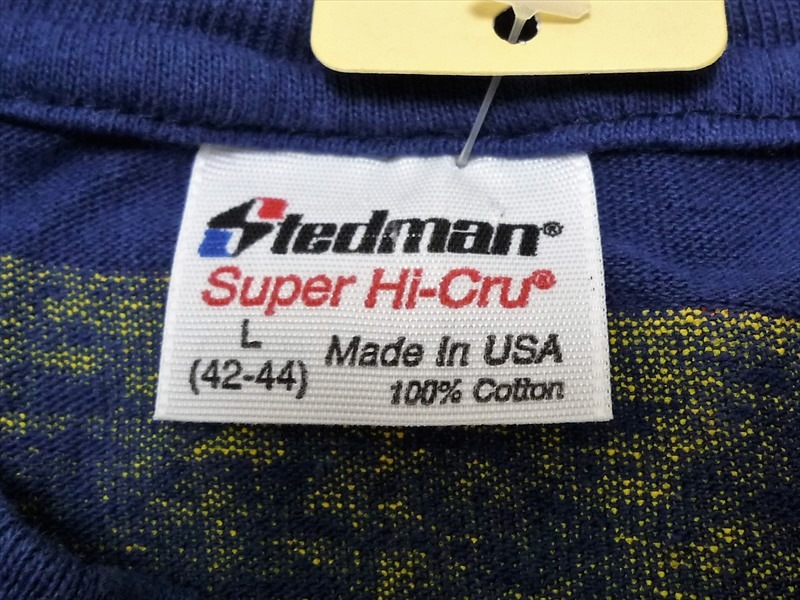 Stedman®
Super Hi-Cru®
L
(42-44)
Made In USA
100% Cotton